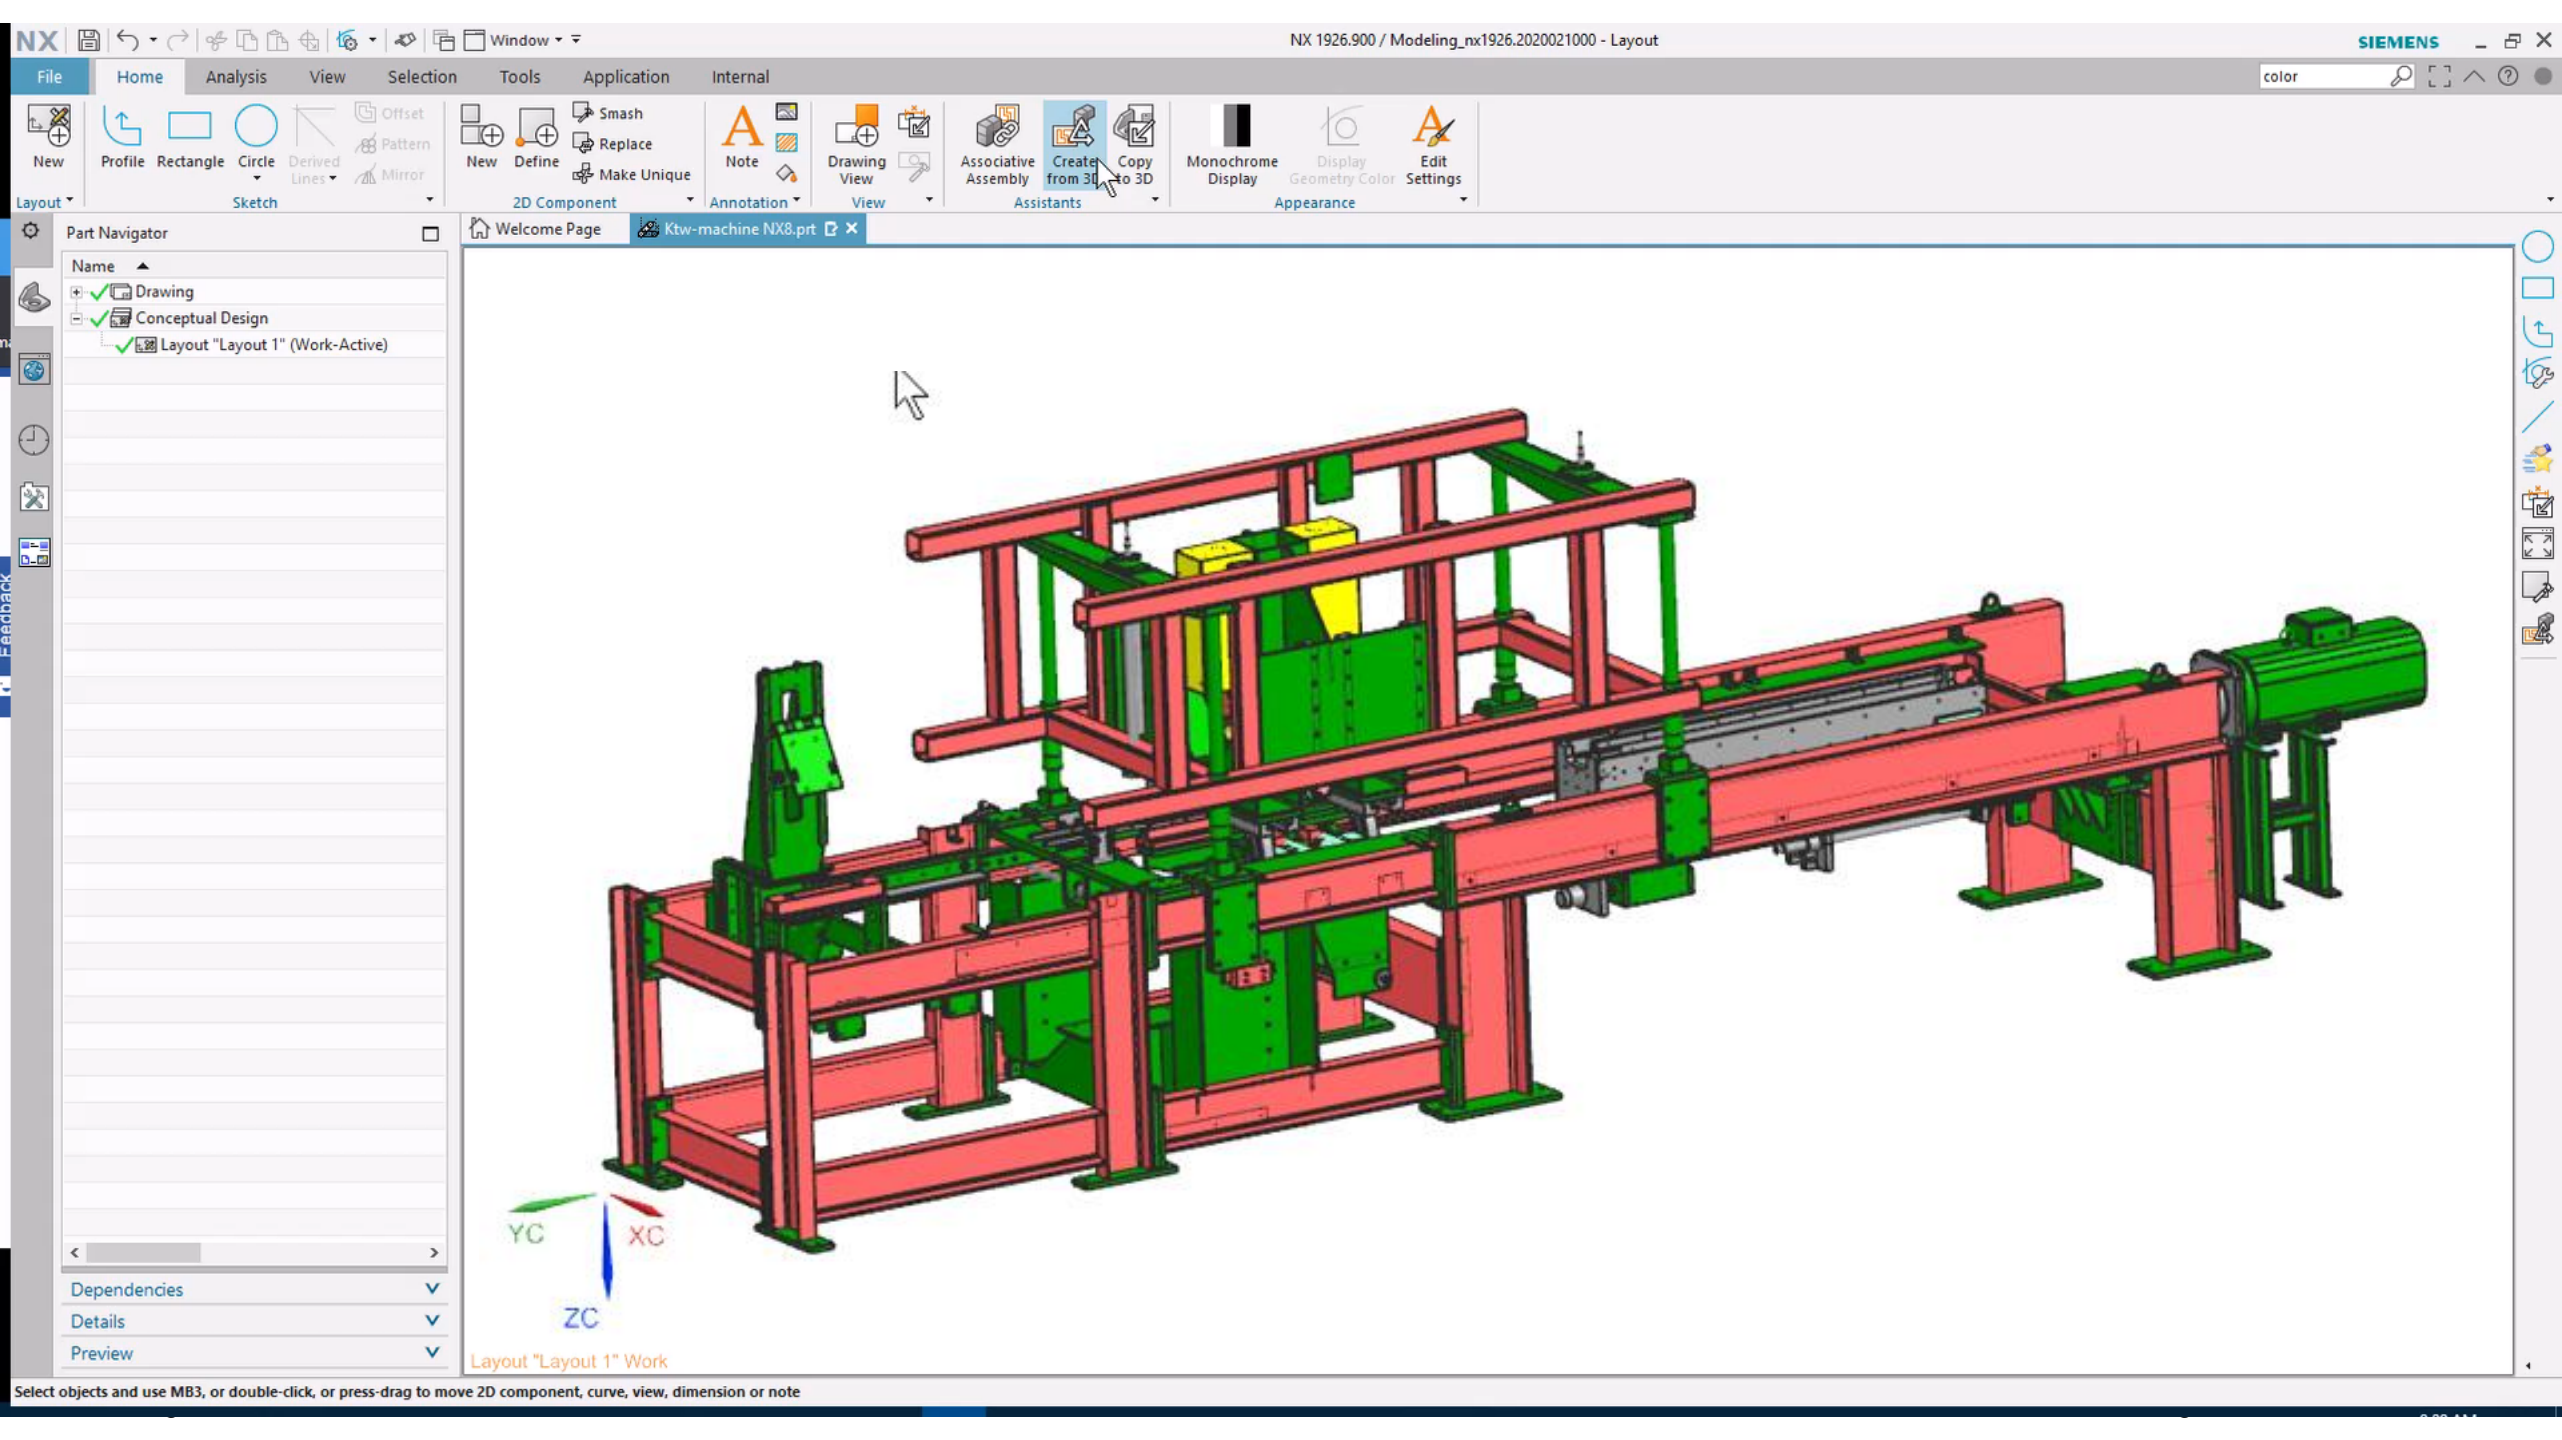 NX Window NX 1926.900 / Modeling_nx1926.2020021000 - Layout SIEMENS
File Home Analysis View Selection Tools Application Internal color
New Profile Rectangle Circle Derived Lines Offset Pattern Mirror
New Define Smash Replace Make Unique
Note
Drawing View
Associative Assembly Create from 3D Copy to 3D
Monochrome Display Display Geometry Color Edit Settings
Layout Sketch 2D Component Annotation View Assistants Appearance
Part Navigator
Welcome Page Ktw-machine NX8.prt
Name
Drawing
Conceptual Design
Layout "Layout 1" (Work-Active)
Feedback
YC XC
ZC
Dependencies
Details
Preview
Layout "Layout 1" Work
Select objects and use MB3, or double-click, or press-drag to move 2D component, curve, view, dimension or note